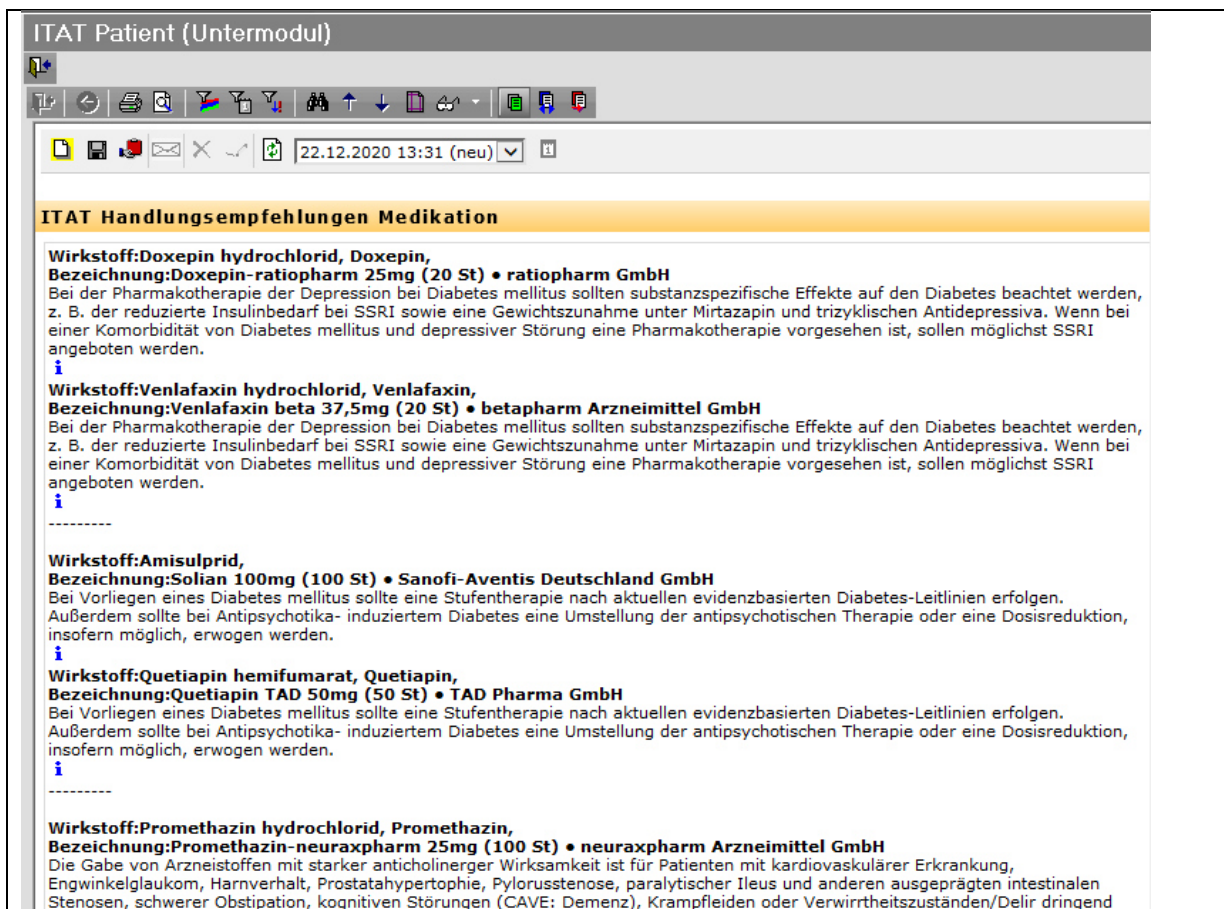 ITAT Patient (Untermodul)
22.12.2020 13:31 (neu)
ITAT Handlungsempfehlungen Medikation
Wirkstoff:Doxepin hydrochlorid, Doxepin,
Bezeichnung:Doxepin-ratiopharm 25mg (20 St) • ratiopharm GmbH
Bei der Pharmakotherapie der Depression bei Diabetes mellitus sollten substanzspezifische Effekte auf den Diabetes beachtet werden,
z. B. der reduzierte Insulinbedarf bei SSRI sowie eine Gewichtszunahme unter Mirtazapin und trizyklischen Antidepressiva. Wenn bei
einer Komorbidität von Diabetes mellitus und depressiver Störung eine Pharmakotherapie vorgesehen ist, sollen möglichst SSRI
angeboten werden.
i
Wirkstoff:Venlafaxin hydrochlorid, Venlafaxin,
Bezeichnung:Venlafaxin beta 37,5mg (20 St) • betapharm Arzneimittel GmbH
Bei der Pharmakotherapie der Depression bei Diabetes mellitus sollten substanzspezifische Effekte auf den Diabetes beachtet werden,
z. B. der reduzierte Insulinbedarf bei SSRI sowie eine Gewichtszunahme unter Mirtazapin und trizyklischen Antidepressiva. Wenn bei
einer Komorbidität von Diabetes mellitus und depressiver Störung eine Pharmakotherapie vorgesehen ist, sollen möglichst SSRI
angeboten werden.
i
---------
Wirkstoff:Amisulprid,
Bezeichnung:Solian 100mg (100 St) • Sanofi-Aventis Deutschland GmbH
Bei Vorliegen eines Diabetes mellitus sollte eine Stufentherapie nach aktuellen evidenzbasierten Diabetes-Leitlinien erfolgen.
Außerdem sollte bei Antipsychotika- induziertem Diabetes eine Umstellung der antipsychotischen Therapie oder eine Dosisreduktion,
insofern möglich, erwogen werden.
i
Wirkstoff:Quetiapin hemifumarat, Quetiapin,
Bezeichnung:Quetiapin TAD 50mg (50 St) • TAD Pharma GmbH
Bei Vorliegen eines Diabetes mellitus sollte eine Stufentherapie nach aktuellen evidenzbasierten Diabetes-Leitlinien erfolgen.
Außerdem sollte bei Antipsychotika- induziertem Diabetes eine Umstellung der antipsychotischen Therapie oder eine Dosisreduktion,
insofern möglich, erwogen werden.
i
---------
Wirkstoff:Promethazin hydrochlorid, Promethazin,
Bezeichnung:Promethazin-neuraxpharm 25mg (100 St) • neuraxpharm Arzneimittel GmbH
Die Gabe von Arzneistoffen mit starker anticholinerger Wirksamkeit ist für Patienten mit kardiovaskulärer Erkrankung,
Engwinkelglaukom, Harnverhalt, Prostatahypertophie, Pylorusstenose, paralytischer Ileus und anderen ausgeprägten intestinalen
Stenosen, schwerer Obstipation, kognitiven Störungen (CAVE: Demenz), Krampfleiden oder Verwirrtheitszuständen/Delir dringend